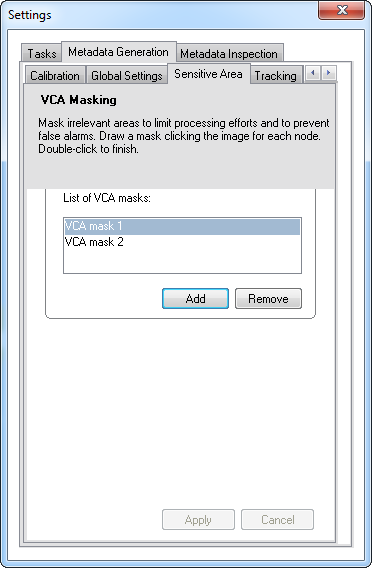 Settings
Tasks Metadata Generation Metadata Inspection
Calibration Global Settings Sensitive Area Tracking
VCA Masking
Mask irrelevant areas to limit processing efforts and to prevent
false alarms. Draw a mask clicking the image for each node.
Double-click to finish.
List of VCA masks:
VCA mask 1
VCA mask 2
Add Remove
Apply Cancel